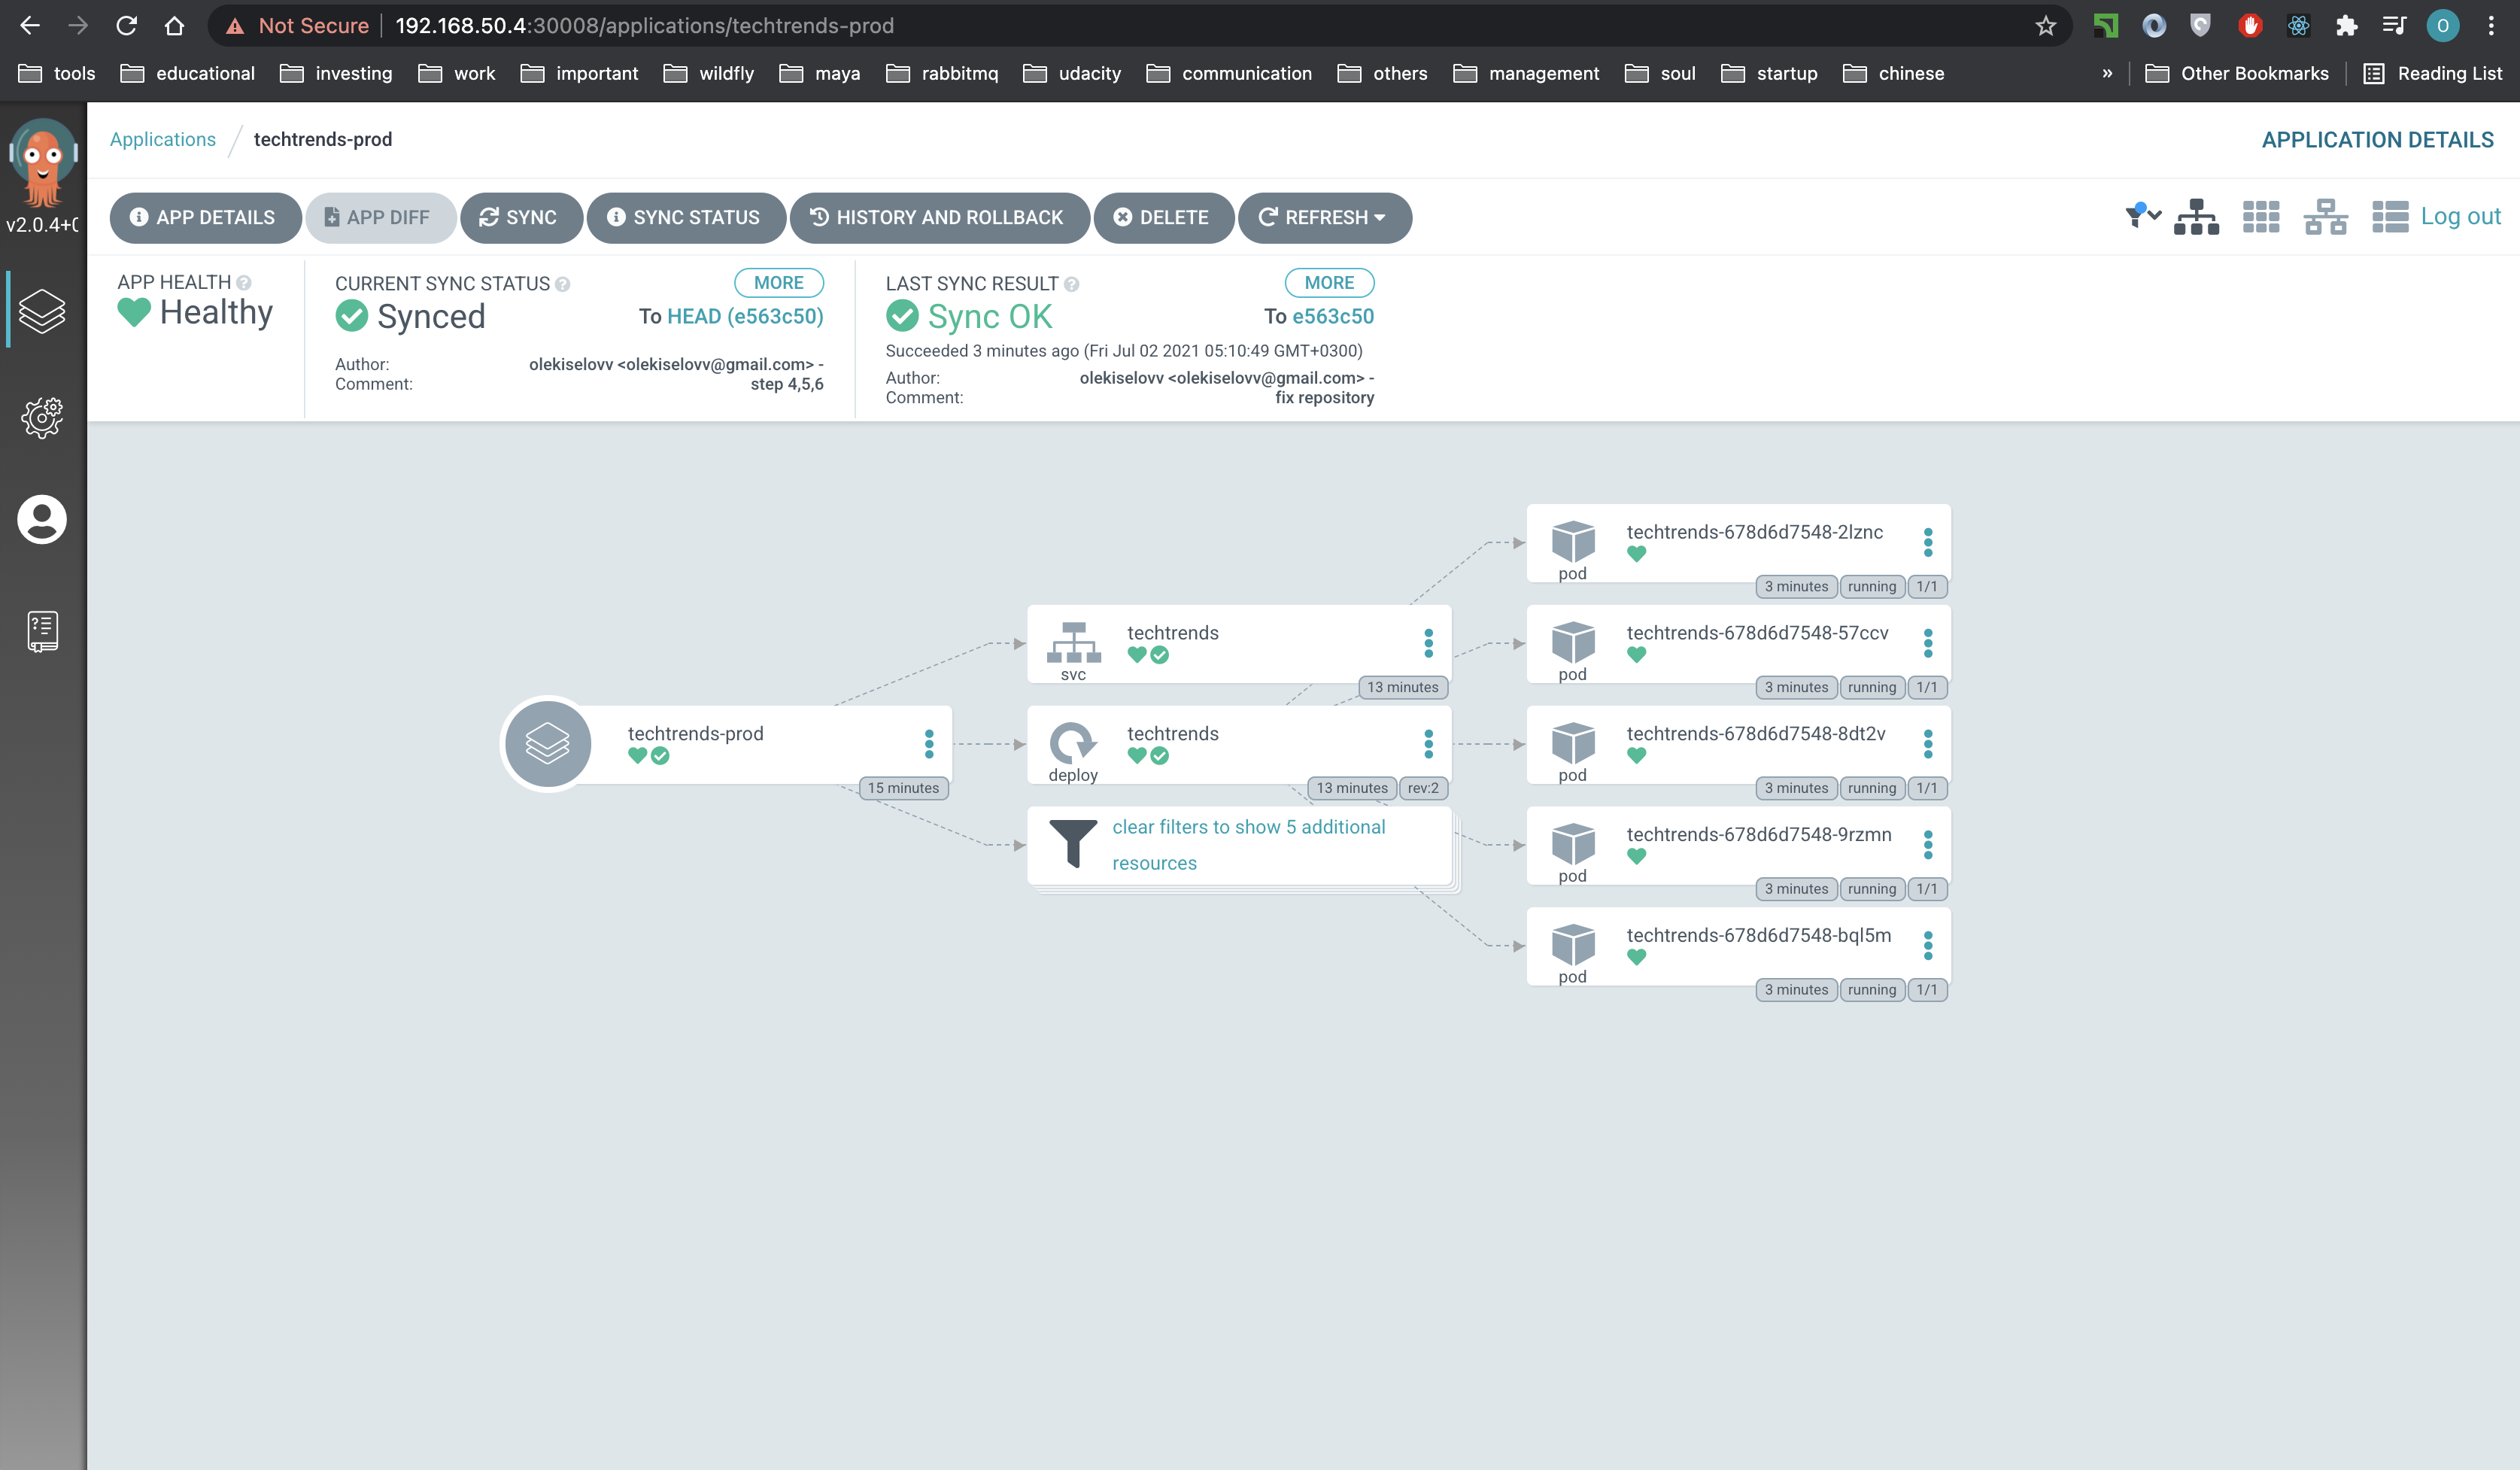 Not Secure 192.168.50.4:30008/applications/techtrends-prod O
tools educational investing work important wildfly maya rabbitmq udacity communication others management soul startup chinese » Other Bookmarks Reading List
Applications / techtrends-prod APPLICATION DETAILS
v2.0.4+
APP DETAILS APP DIFF SYNC SYNC STATUS HISTORY AND ROLLBACK DELETE REFRESH Log out
APP HEALTH ?
Healthy
CURRENT SYNC STATUS ? MORE
Synced To HEAD (e563c50)
Author: olekiselovv <olekiselovv@gmail.com> -
Comment: step 4,5,6
LAST SYNC RESULT ? MORE
Sync OK To e563c50
Succeeded 3 minutes ago (Fri Jul 02 2021 05:10:49 GMT+0300)
Author: olekiselovv <olekiselovv@gmail.com> -
Comment: fix repository
techtrends-prod
15 minutes
techtrends
svc
13 minutes
techtrends
deploy
13 minutes rev:2
clear filters to show 5 additional
resources
techtrends-678d6d7548-2lznc
pod
3 minutes running 1/1
techtrends-678d6d7548-57ccv
pod
3 minutes running 1/1
techtrends-678d6d7548-8dt2v
pod
3 minutes running 1/1
techtrends-678d6d7548-9rzmn
pod
3 minutes running 1/1
techtrends-678d6d7548-bql5m
pod
3 minutes running 1/1